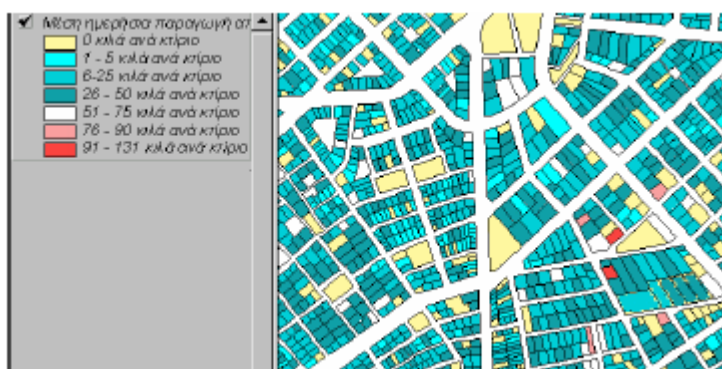 Μέση ημερήσια παραγωγή απ
0 κιλά ανά κτίριο
1 - 5 κιλά ανά κτίριο
6-25 κιλά ανά κτίριο
26 - 50 κιλά ανά κτίριο
51 - 75 κιλά ανά κτίριο
76 - 90 κιλά ανά κτίριο
91 - 131 κιλά ανά κτίριο